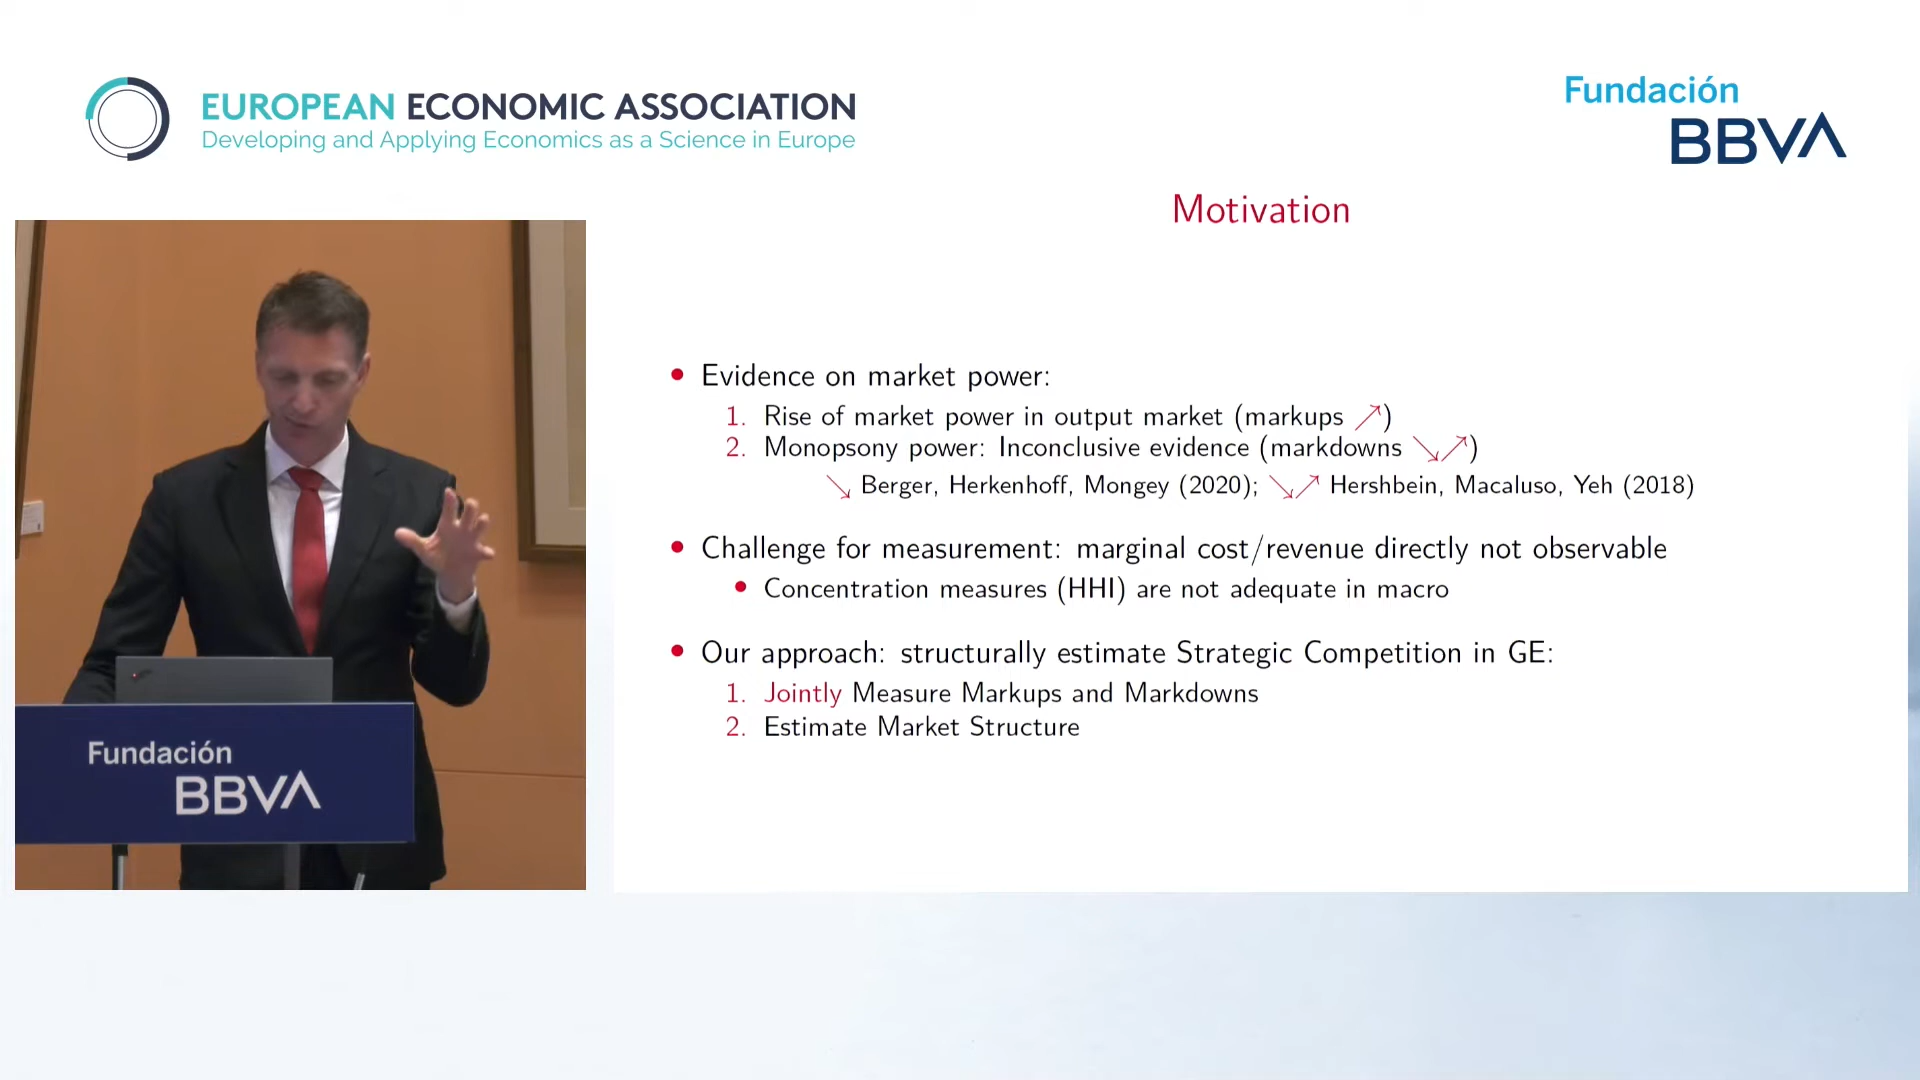 EUROPEAN ECONOMIC ASSOCIATION
Developing and Applying Economics as a Science in Europe
Fundación
BBVA
Motivation
• Evidence on market power:
1. Rise of market power in output market (markups ↗)
2. Monopsony power: Inconclusive evidence (markdowns ↘↗)
↘ Berger, Herkenhoff, Mongey (2020); ↘↗ Hershbein, Macaluso, Yeh (2018)
• Challenge for measurement: marginal cost/revenue directly not observable
• Concentration measures (HHI) are not adequate in macro
• Our approach: structurally estimate Strategic Competition in GE:
1. Jointly Measure Markups and Markdowns
2. Estimate Market Structure
Fundación
BBVA